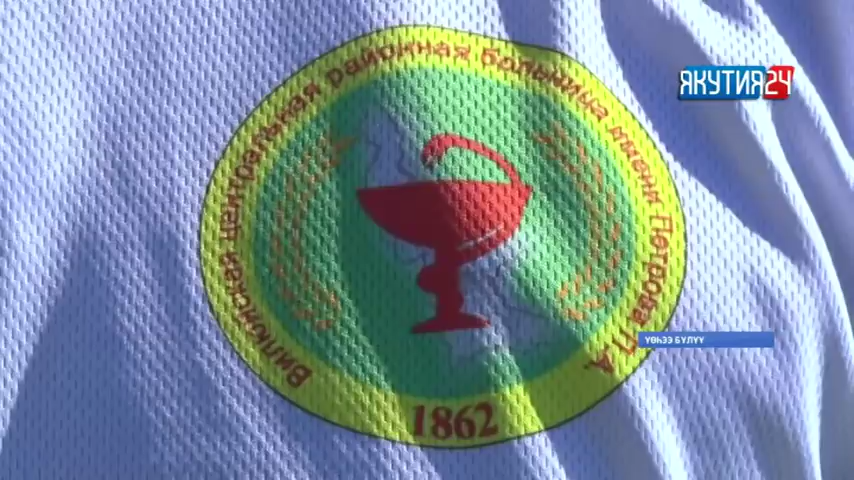 ЯКУТИЯ24
Вилюйская центральная районная больница имени Петрова П.А.
1862
ҮӨҺЭЭ БҮЛҮҮ